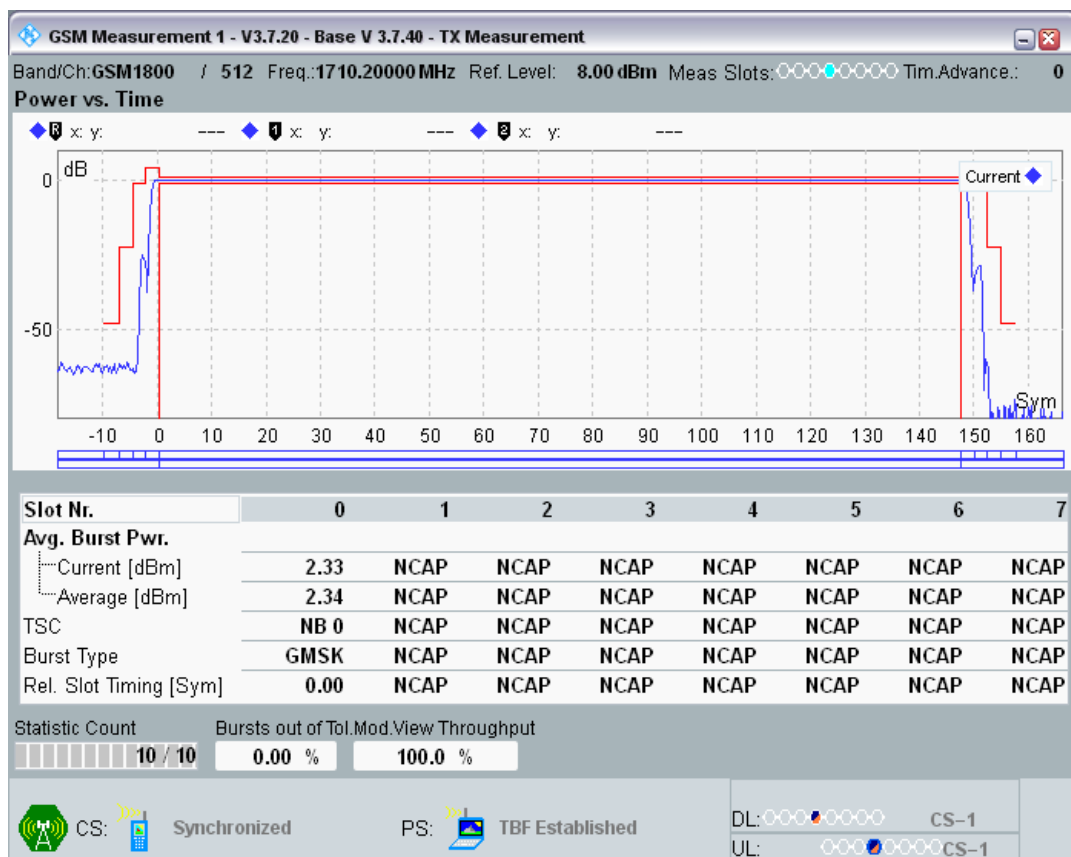 GSM Measurement 1 - V3.7.20 - Base V 3.7.40 - TX Measurement
Band/Ch:GSM1800 / 512 Freq.:1710.20000 MHz Ref. Level: 8.00 dBm Meas Slots: Tim.Advance.: 0
Power vs. Time
R x: y: --- 1 x: y: --- 2 x: y: ---
dB
Current
0
-50
Sym
-10 0 10 20 30 40 50 60 70 80 90 100 110 120 130 140 150 160
Slot Nr. 0 1 2 3 4 5 6 7
Avg. Burst Pwr.
Current [dBm] 2.33 NCAP NCAP NCAP NCAP NCAP NCAP NCAP
Average [dBm] 2.34 NCAP NCAP NCAP NCAP NCAP NCAP NCAP
TSC NB 0 NCAP NCAP NCAP NCAP NCAP NCAP NCAP
Burst Type GMSK NCAP NCAP NCAP NCAP NCAP NCAP NCAP
Rel. Slot Timing [Sym] 0.00 NCAP NCAP NCAP NCAP NCAP NCAP NCAP
Statistic Count Bursts out of Tol.Mod.View Throughput
10 / 10 0.00 % 100.0 %
CS: Synchronized PS: TBF Established
DL: CS-1
UL: CS-1